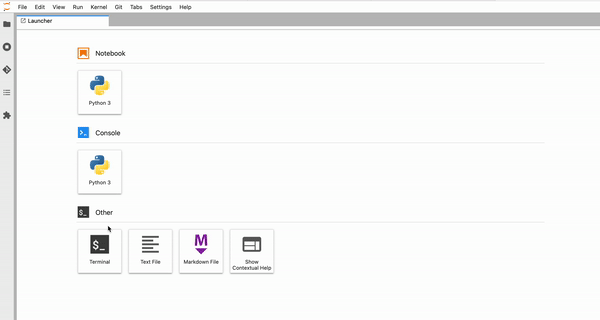 File Edit View Run Kernel Git Tabs Settings Help
Launcher
Notebook
Python 3
Console
Python 3
$_ Other
$_
M
Terminal Text File Markdown File Show
Contextual Help